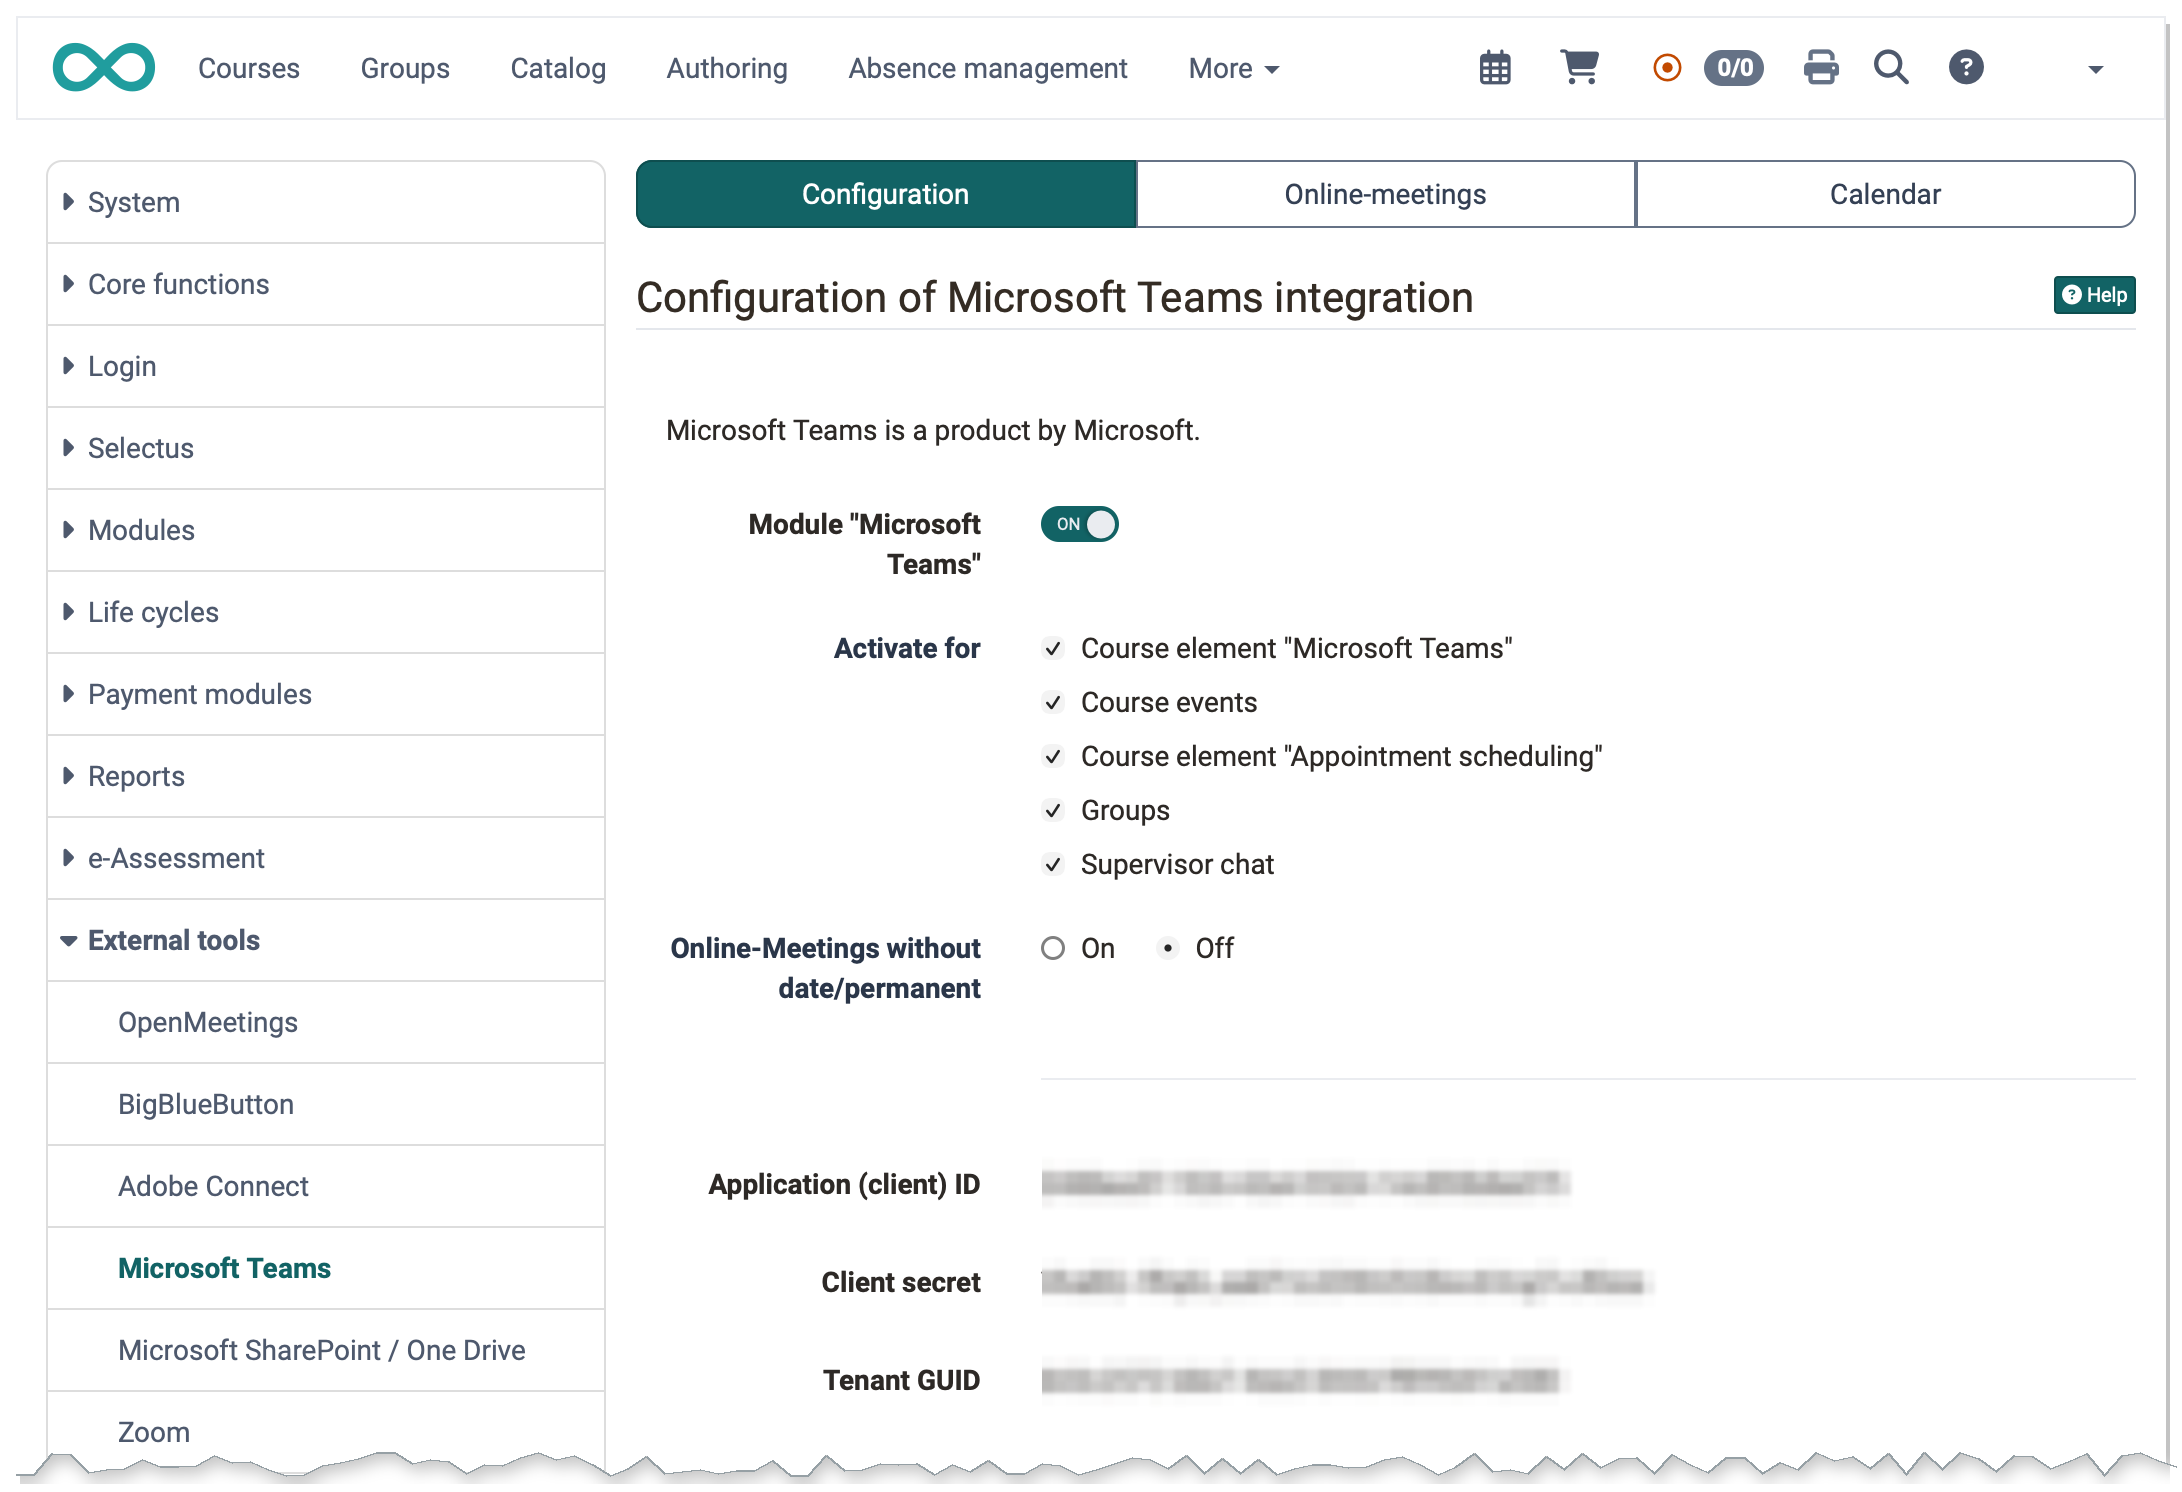 Courses Groups Catalog Authoring Absence management More 0/0 ?
System
Core functions
Login
Selectus
Modules
Life cycles
Payment modules
Reports
e-Assessment
External tools
OpenMeetings
BigBlueButton
Adobe Connect
Microsoft Teams
Microsoft SharePoint / One Drive
Zoom
Configuration Online-meetings Calendar
Configuration of Microsoft Teams integration
? Help
Microsoft Teams is a product by Microsoft.
Module "Microsoft
Teams"
ON
Activate for
Course element "Microsoft Teams"
Course events
Course element "Appointment scheduling"
Groups
Supervisor chat
Online-Meetings without
date/permanent
On Off
Application (client) ID
Client secret
Tenant GUID